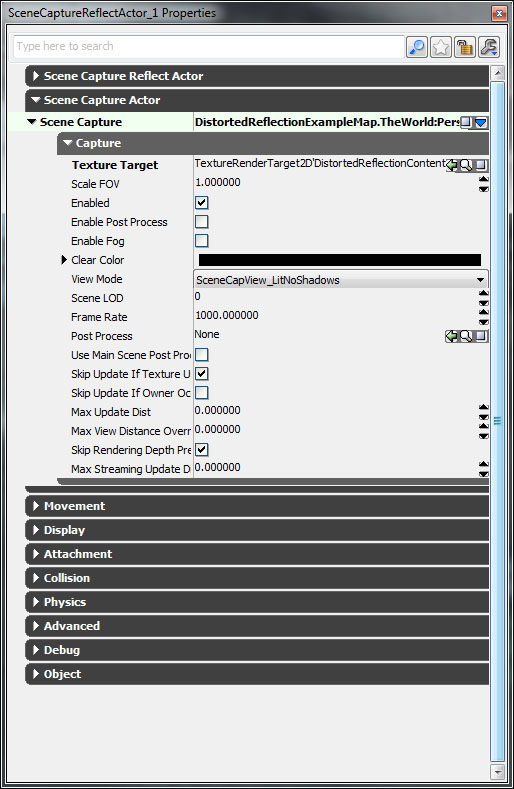 SceneCaptureReflectActor_1 Properties
Type here to search
Scene Capture Reflect Actor
Scene Capture Actor
Scene Capture DistortedReflectionExampleMap.TheWorld:Pers
Capture
Texture Target TextureRenderTarget2D'DistortedReflectionContent
Scale FOV 1.000000
Enabled
Enable Post Process
Enable Fog
Clear Color
View Mode SceneCapView_LitNoShadows
Scene LOD 0
Frame Rate 1000.000000
Post Process None
Use Main Scene Post Proc
Skip Update If Texture U
Skip Update If Owner Oc
Max Update Dist 0.000000
Max View Distance Overr 0.000000
Skip Rendering Depth Pre
Max Streaming Update D 0.000000
Movement
Display
Attachment
Collision
Physics
Advanced
Debug
Object